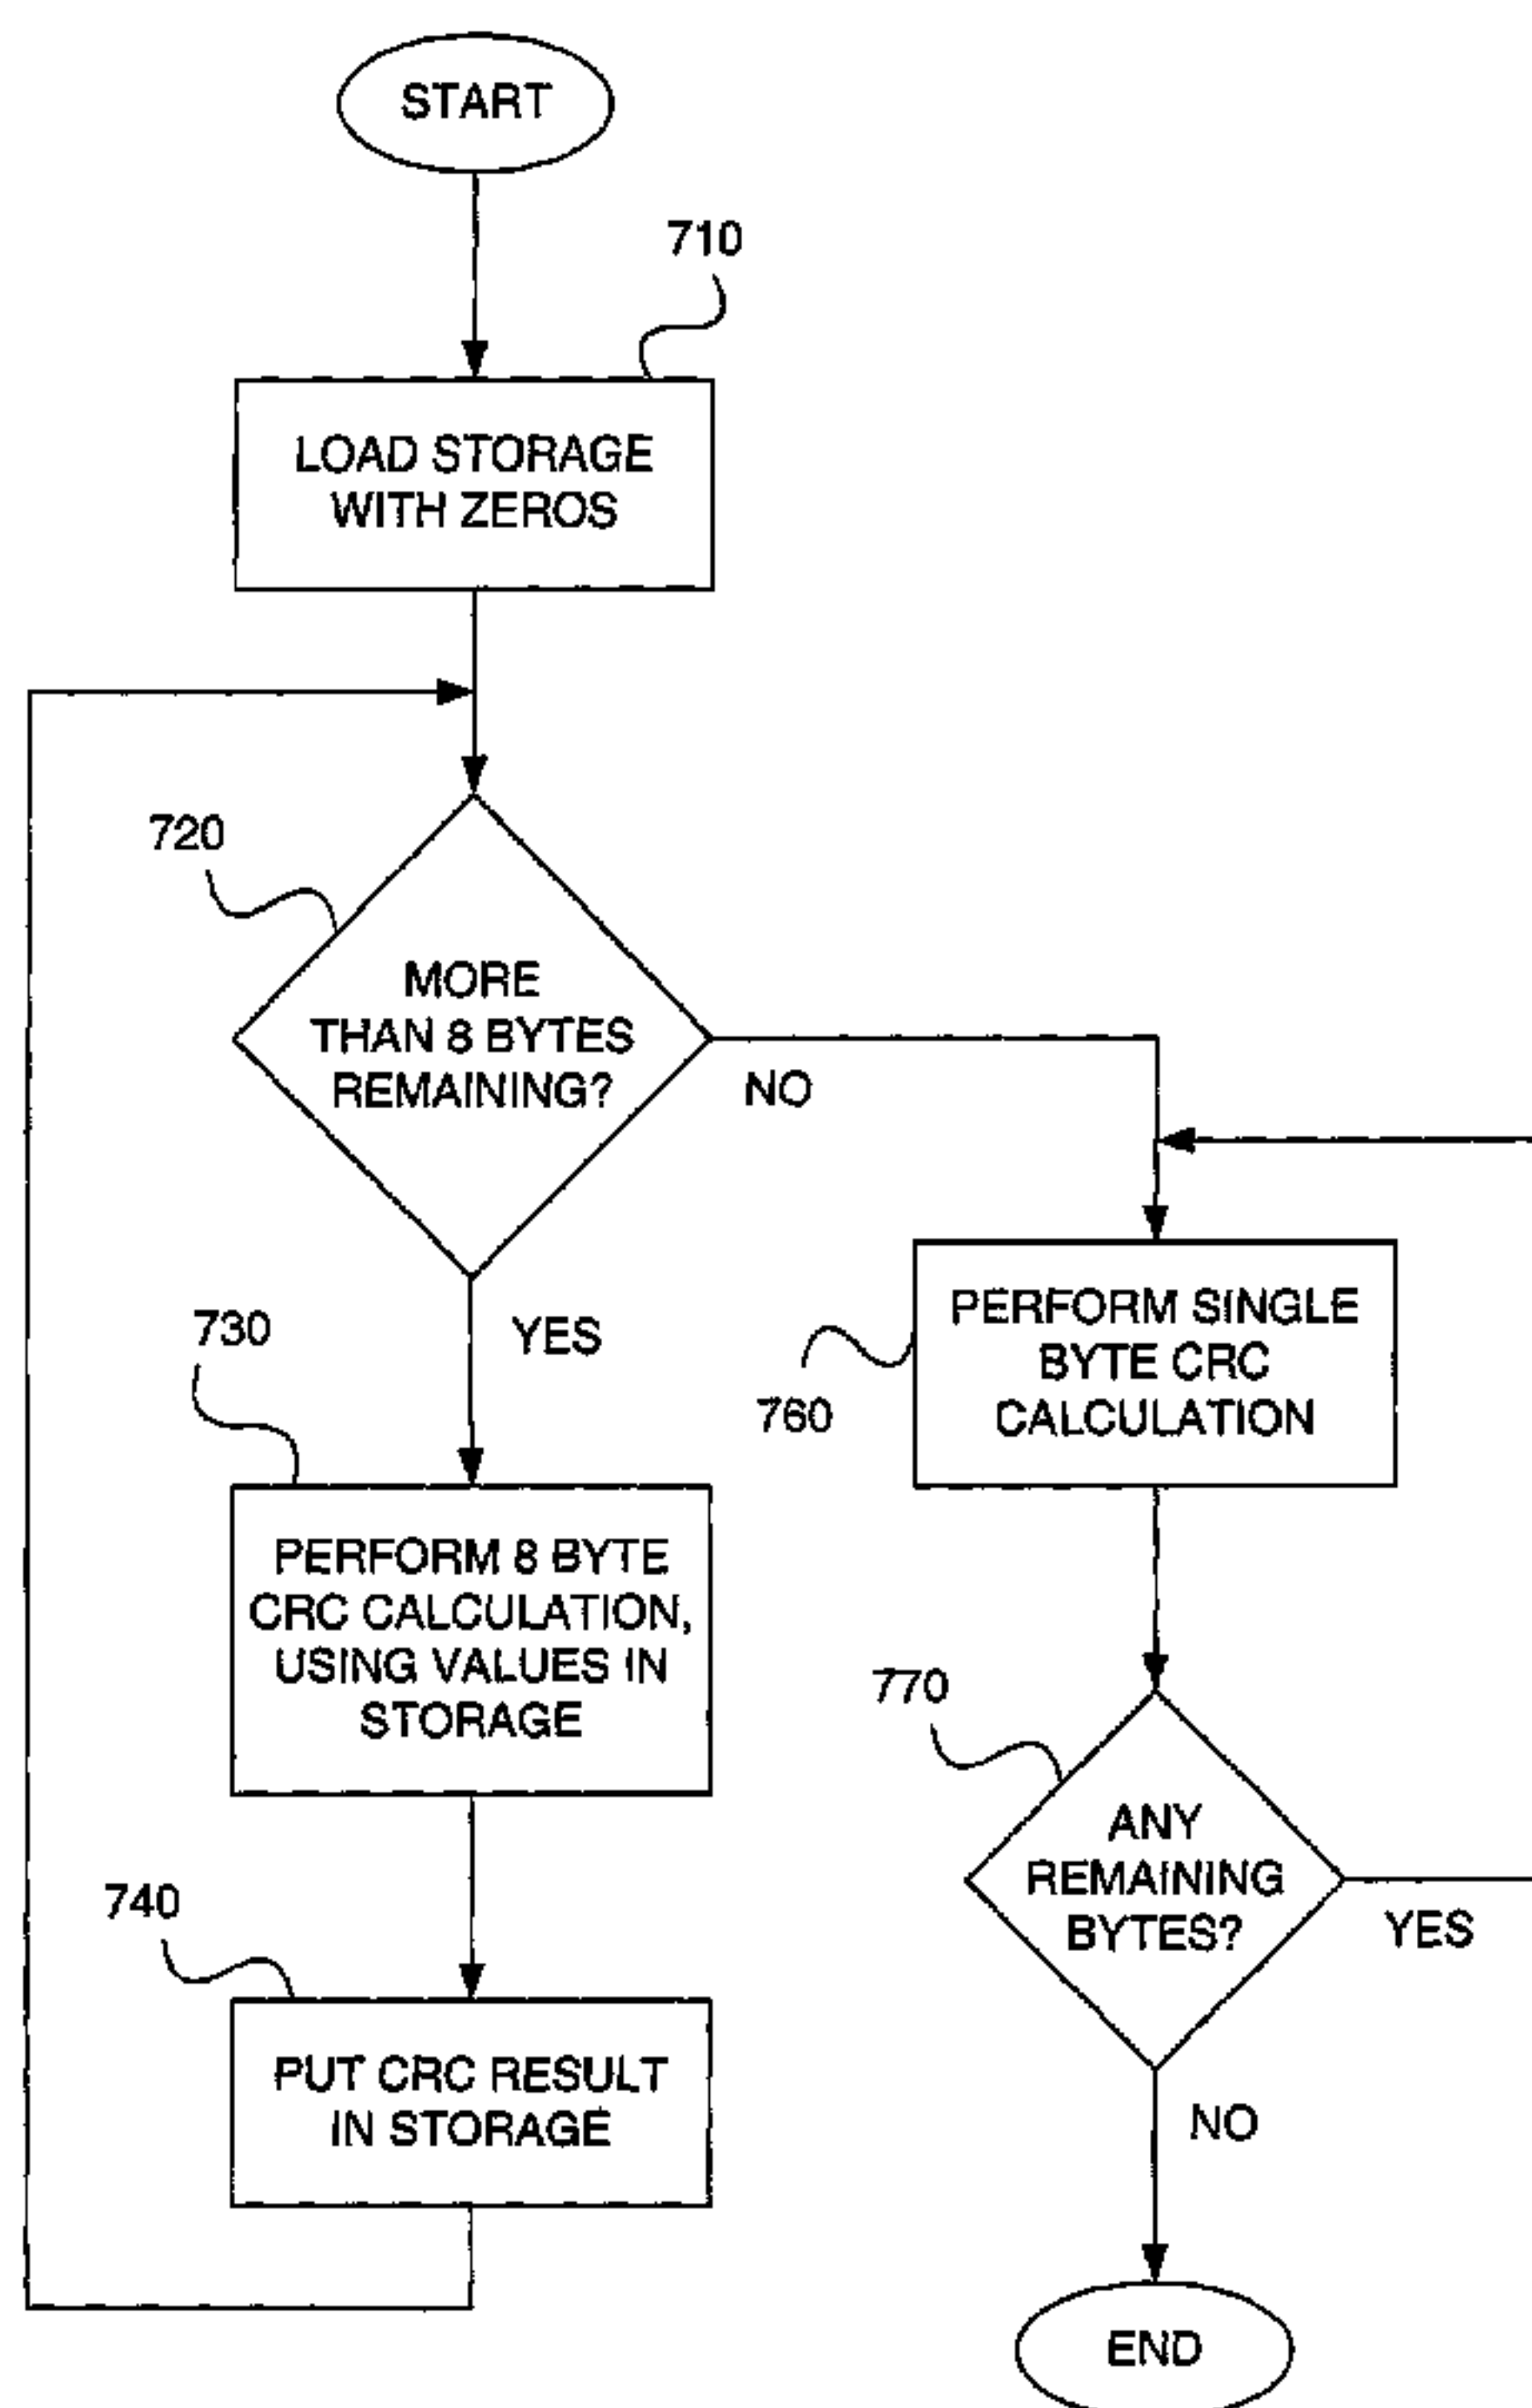 START
710
LOAD STORAGE
WITH ZEROS
720
MORE
THAN 8 BYTES
REMAINING?
NO
YES
730
PERFORM 8 BYTE
CRC CALCULATION,
USING VALUES IN
STORAGE
740
PUT CRC RESULT
IN STORAGE
PERFORM SINGLE
BYTE CRC
CALCULATION
760
770
ANY
REMAINING
BYTES?
YES
NO
END